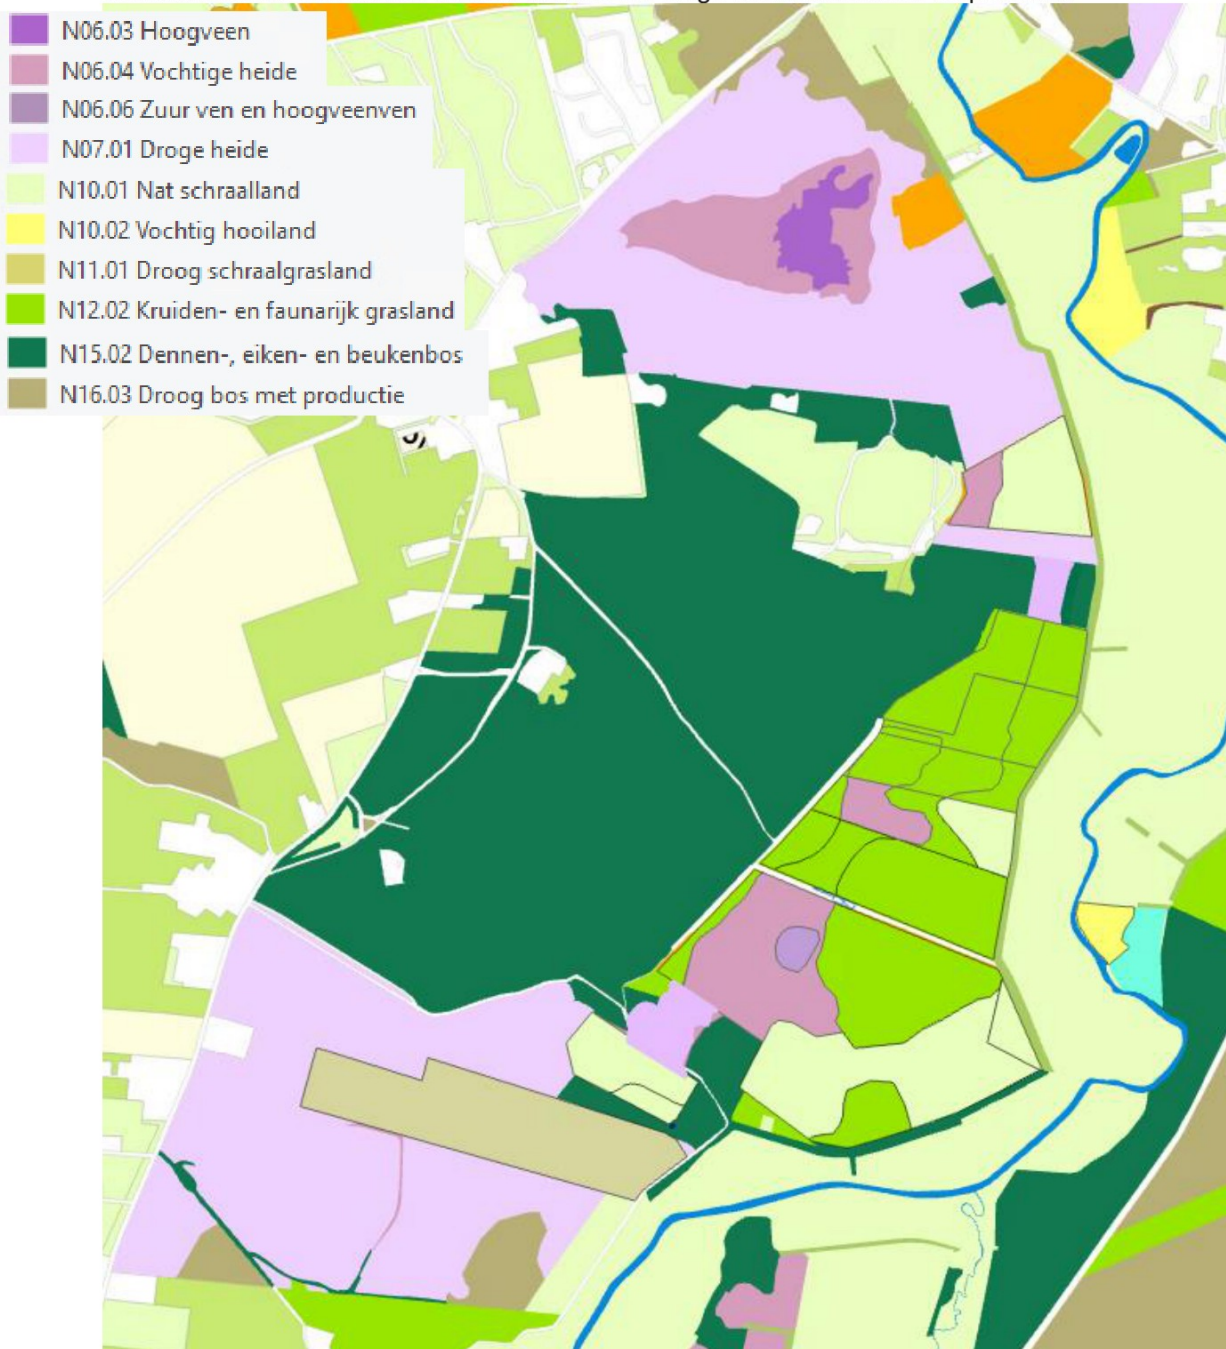 N06.03 Hoogveen
N06.04 Vochtige heide
N06.06 Zuur ven en hoogveenven
N07.01 Droge heide
N10.01 Nat schraalland
N10.02 Vochtig hooiland
N11.01 Droog schraalgrasland
N12.02 Kruiden- en faunarijk grasland
N15.02 Dennen-, eiken- en beukenbos
N16.03 Droog bos met productie